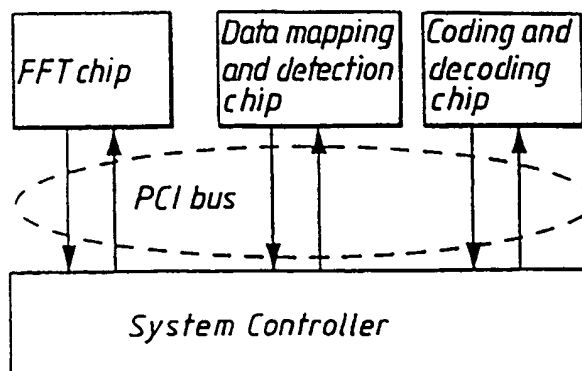 FFT chip
Data mapping
and detection
chip
Coding and
decoding
chip
PCI bus
System Controller